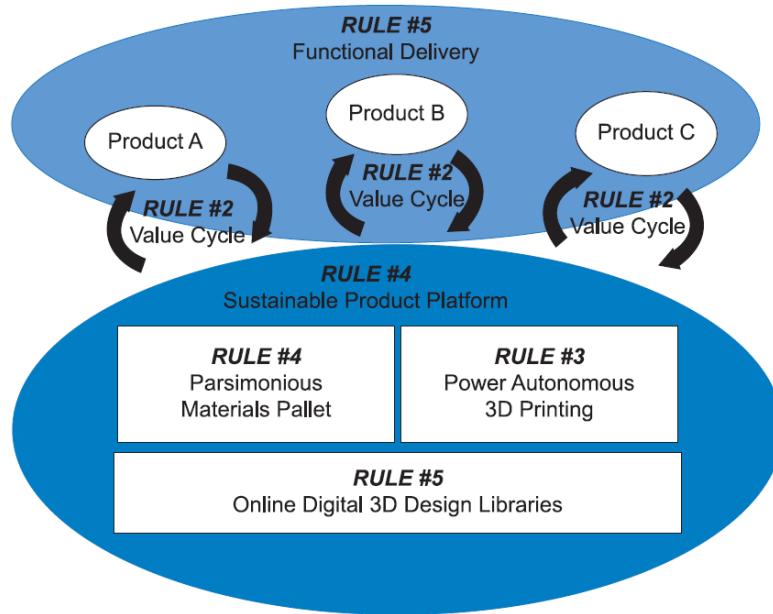 RULE #5
Functional Delivery
Product A
Product B
Product C
RULE #2
Value Cycle
RULE #2
Value Cycle
RULE #2
Value Cycle
RULE #4
Sustainable Product Platform
RULE #4
Parsimonious
Materials Pallet
RULE #3
Power Autonomous
3D Printing
RULE #5
Online Digital 3D Design Libraries